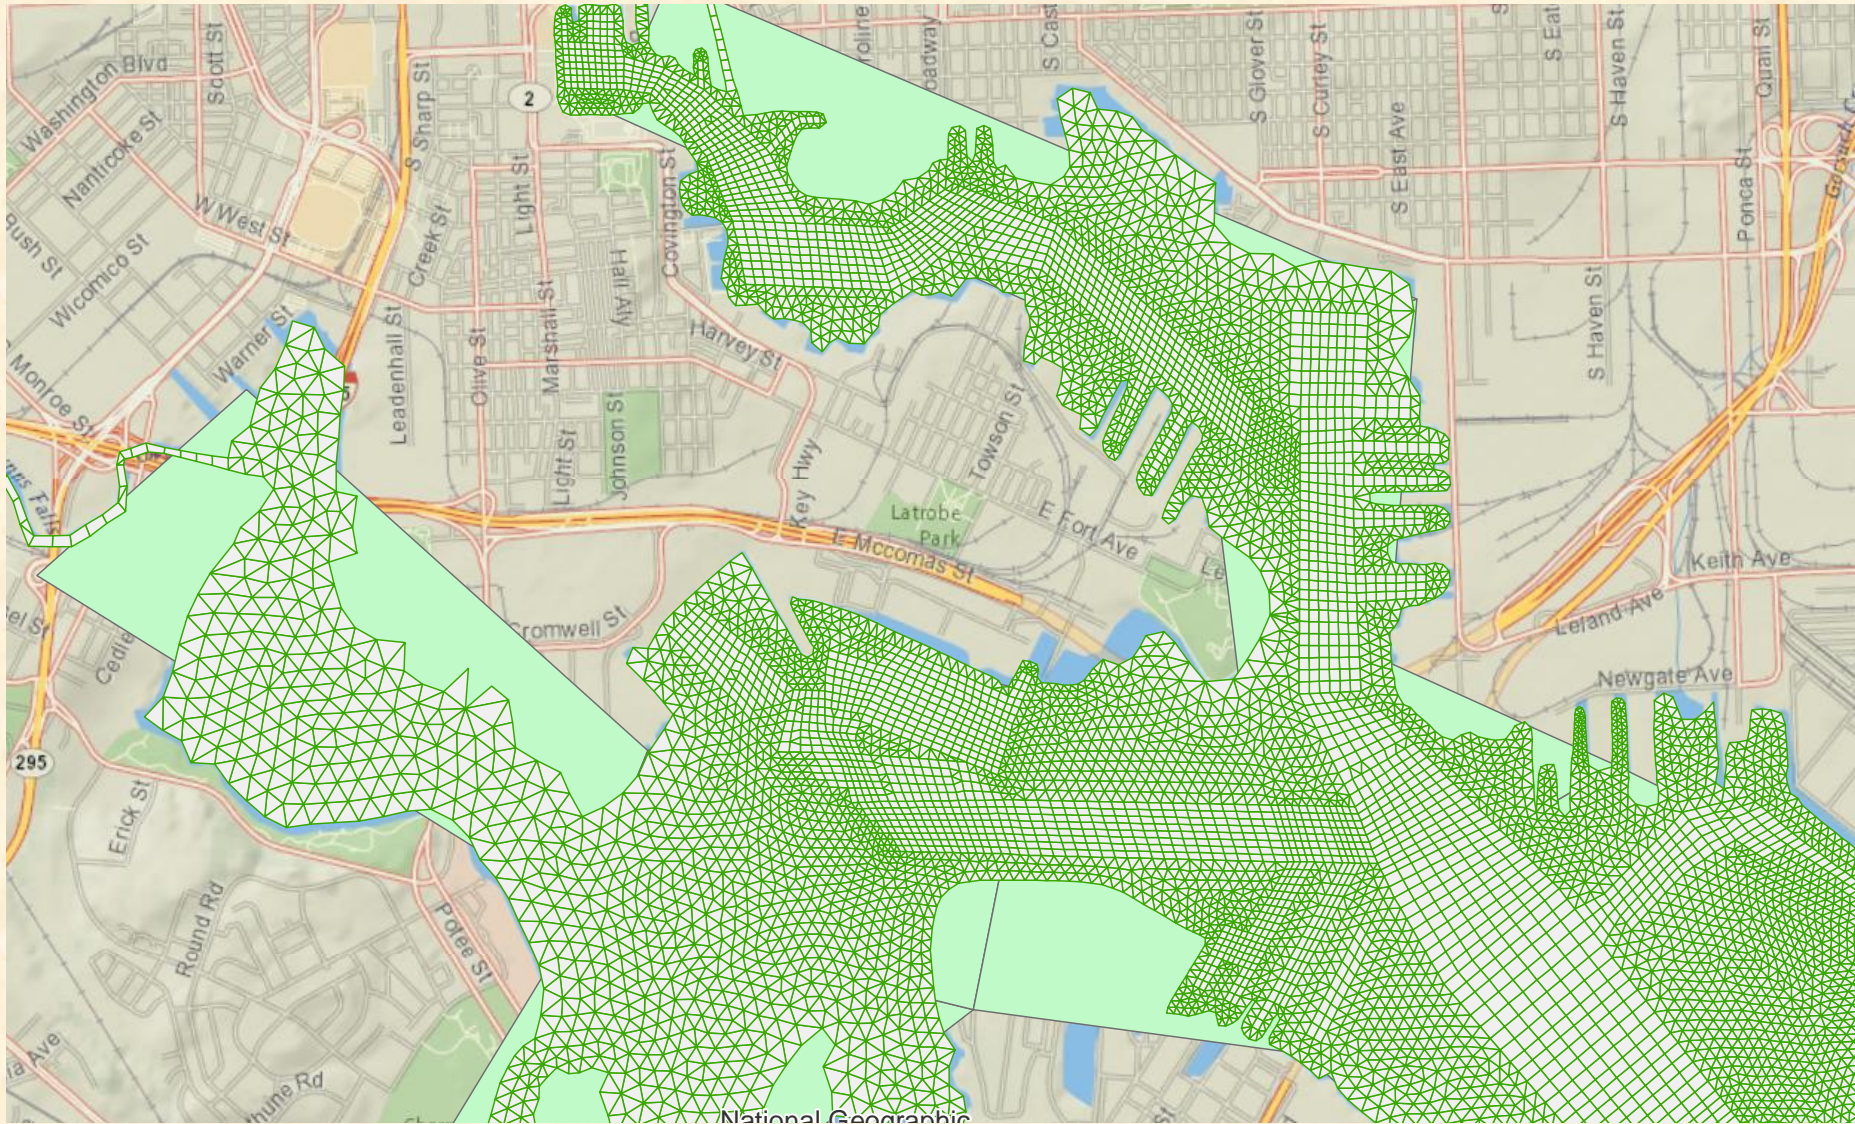 Washington Blvd
Scott St
S Sharp St
2
Light St
Covington St
S Glover St
S Curley St
S East Ave
S Haven St
Quail St
Ponca St
Nanticoke St
W West St
Creek St
Rush St
Wicomico St
Hall Aly
Marshall St
Harvey St
S Haven St
Warner St
Monroe St
Leadenhall St
Olive St
Light St
Johnson St
Key Hwy
Towson St
Latrobe
Park
E Fort Ave
E Mccomas St
Keith Ave
Leland Ave
Newgate Ave
Cromwell St
295
Erick St
Round Rd
Potee St
National Geographic